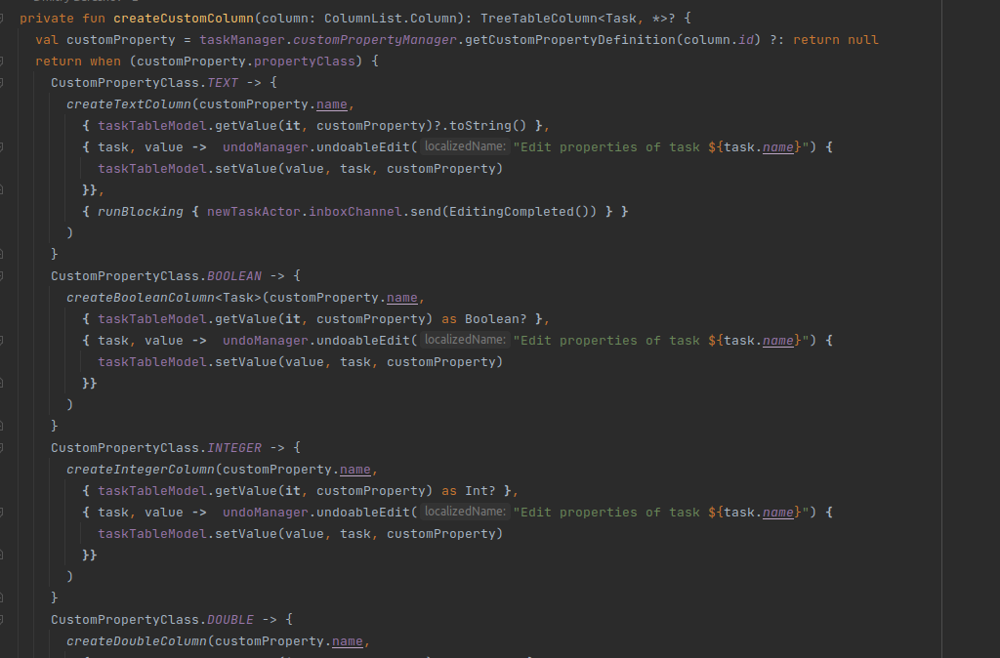 private fun createCustomColumn(column: ColumnList.Column): TreeTableColumn<Task, *>? {
val customProperty = taskManager.customPropertyManager.getCustomPropertyDefinition(column.id) ?: return null
return when (customProperty.propertyClass) {
CustomPropertyClass.TEXT -> {
createTextColumn(customProperty.name,
{ taskTableModel.getValue(it, customProperty)?.toString() },
{ task, value -> undoManager.undoableEdit( localizedName: "Edit properties of task ${task.name}") {
taskTableModel.setValue(value, task, customProperty)
}},
{ runBlocking { newTaskActor.inboxChannel.send(EditingCompleted()) } }
)
}
CustomPropertyClass.BOOLEAN -> {
createBooleanColumn<Task>(customProperty.name,
{ taskTableModel.getValue(it, customProperty) as Boolean? },
{ task, value -> undoManager.undoableEdit( localizedName: "Edit properties of task ${task.name}") {
taskTableModel.setValue(value, task, customProperty)
}}
)
}
CustomPropertyClass.INTEGER -> {
createIntegerColumn(customProperty.name,
{ taskTableModel.getValue(it, customProperty) as Int? },
{ task, value -> undoManager.undoableEdit( localizedName: "Edit properties of task ${task.name}") {
taskTableModel.setValue(value, task, customProperty)
}}
)
}
CustomPropertyClass.DOUBLE -> {
createDoubleColumn(customProperty.name,